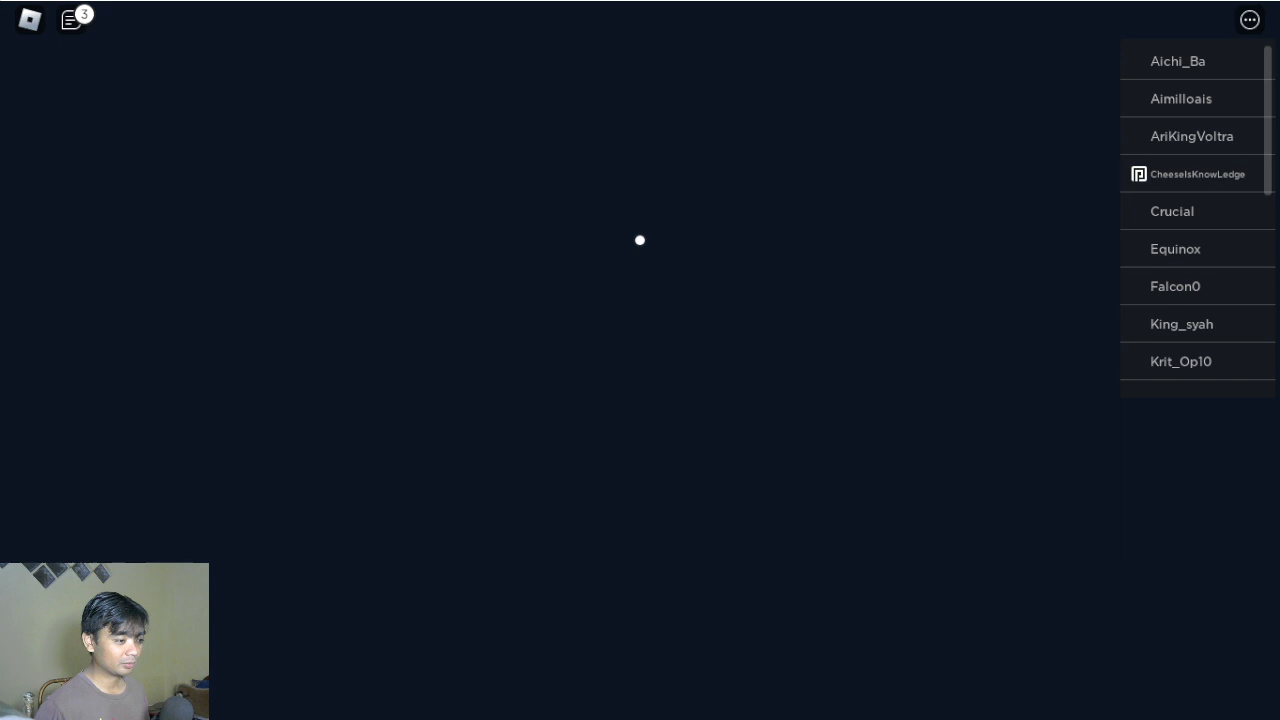 3
Aichi_Ba
Aimilloais
AriKingVoltra
CheeseIsKnowLedge
Crucial
Equinox
Falcon0
King_syah
Krit_Op10